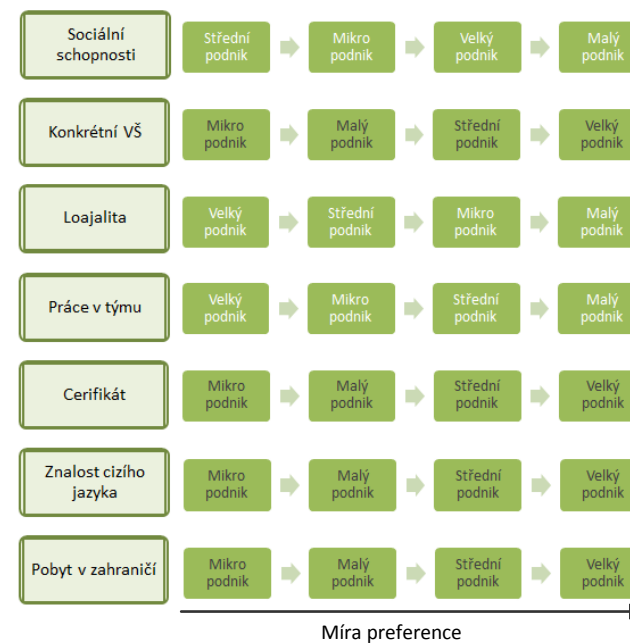 Sociální
schopnosti
Střední
podnik
Mikro
podnik
Velký
podnik
Malý
podnik
Konkrétní VŠ
Mikro
podnik
Malý
podnik
Střední
podnik
Velký
podnik
Loajalita
Velký
podnik
Střední
podnik
Mikro
podnik
Malý
podnik
Práce v týmu
Velký
podnik
Mikro
podnik
Střední
podnik
Malý
podnik
Cerifikát
Mikro
podnik
Malý
podnik
Střední
podnik
Velký
podnik
Znalost cizího
jazyka
Mikro
podnik
Malý
podnik
Střední
podnik
Velký
podnik
Pobyt v zahraničí
Mikro
podnik
Malý
podnik
Střední
podnik
Velký
podnik
Míra preference